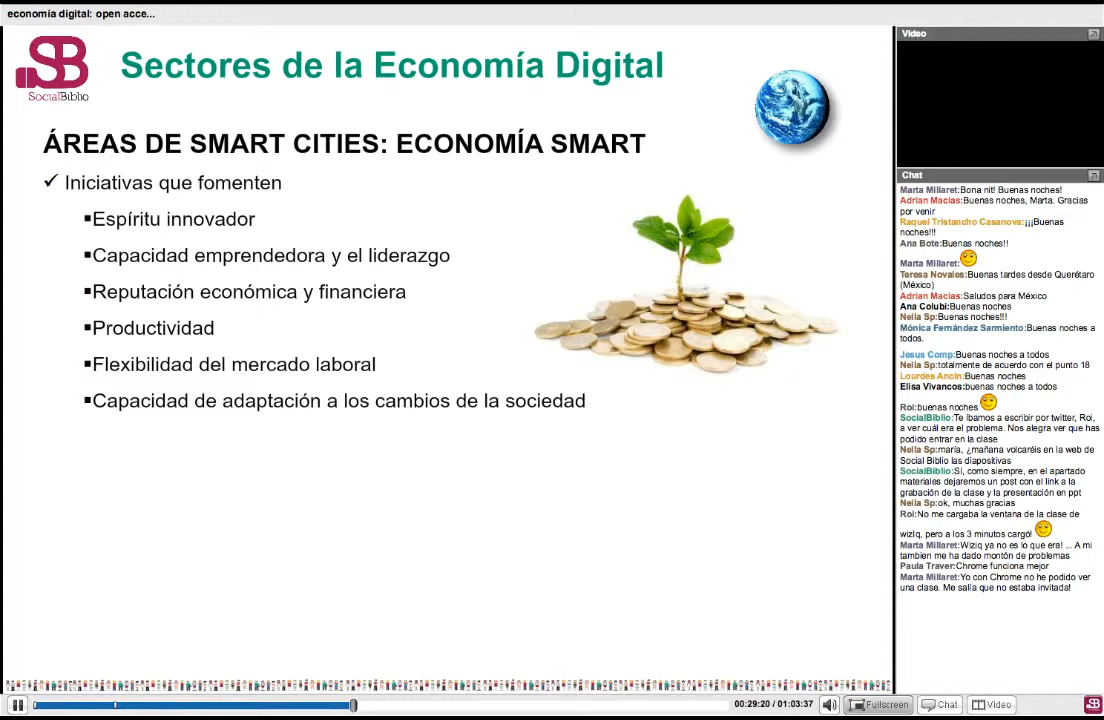 economía digital: open acce...
SB
SocialBiblio
Sectores de la Economía Digital
ÁREAS DE SMART CITIES: ECONOMÍA SMART
✓ Iniciativas que fomenten
▪Espíritu innovador
▪Capacidad emprendedora y el liderazgo
▪Reputación económica y financiera
▪Productividad
▪Flexibilidad del mercado laboral
▪Capacidad de adaptación a los cambios de la sociedad
Video
Chat
Marta Millaret:Bona nit! Buenas noches!
Adrian Macias:Buenas noches, Marta. Gracias
por venir
Raquel Tristancho Casanova:¡¡¡Buenas
noches!!!
Ana Bote:Buenas noches!!
Marta Millaret:
Teresa Novales:Buenas tardes desde Querétaro
(México)
Adrian Macias:Saludos para México
Ana Colubi:Buenas noches
Neila Sp:Buenas noches!!!
Mónica Fernández Sarmiento:Buenas noches a
todos.
Jesus Comp:Buenas noches a todos
Neila Sp:totalmente de acuerdo con el punto 18
Lourdes Ancin:Buenas noches
Elisa Vivancos:buenas noches a todos
Roi:buenas noches
SocialBiblio:Te íbamos a escribir por twitter, Roi,
a ver cuál era el problema. Nos alegra ver que has
podido entrar en la clase
Neila Sp:maría, ¿mañana volcaréis en la web de
Social Biblio las diapositivas
SocialBiblio:Sí, como siempre, en el apartado
materiales dejaremos un post con el link a la
grabación de la clase y la presentación en ppt
Neila Sp:ok, muchas gracias
Roi:No me cargaba la ventana de la clase de
wizIq, pero a los 3 minutos cargó!
Marta Millaret:Wiziq ya no es lo que era! ... A mi
tambien me ha dado montón de problemas
Paula Traver:Chrome funciona mejor
Marta Millaret:Yo con Chrome no he podido ver
una clase. Me salía que no estaba invitada!
00:29:20 / 01:03:37
Fullscreen
Chat
Video
SB